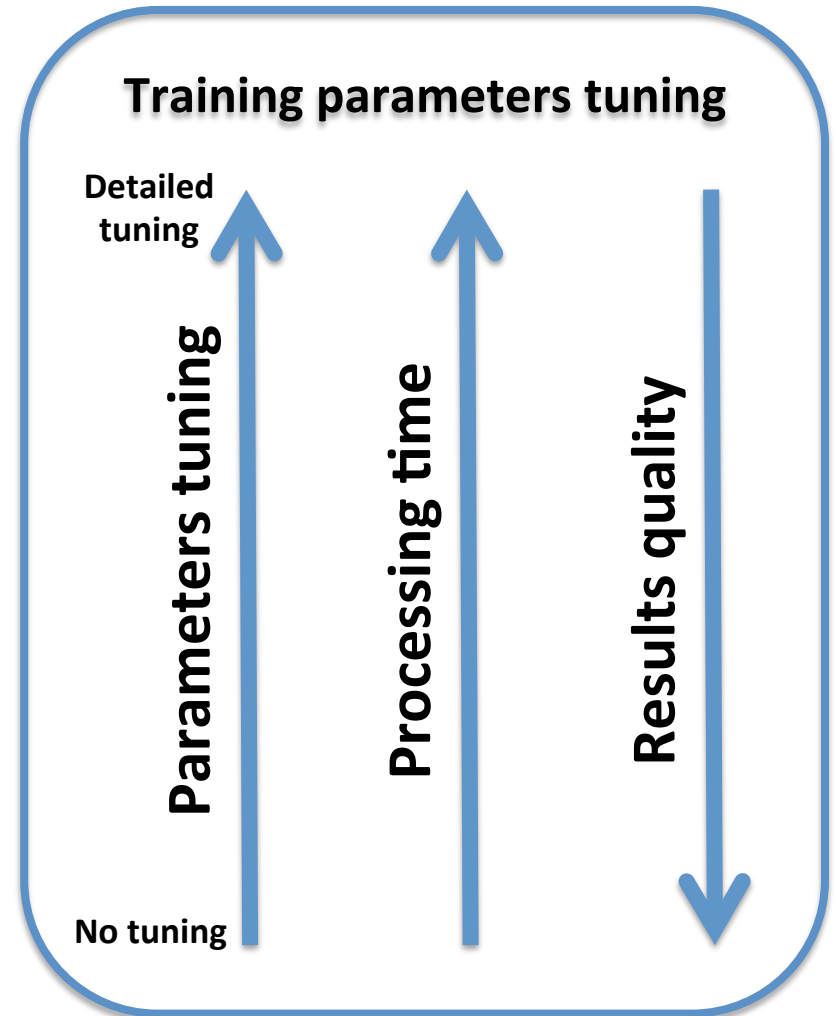 Training parameters tuning
Detailed
tuning
Parameters tuning
Processing time
Results quality
No tuning